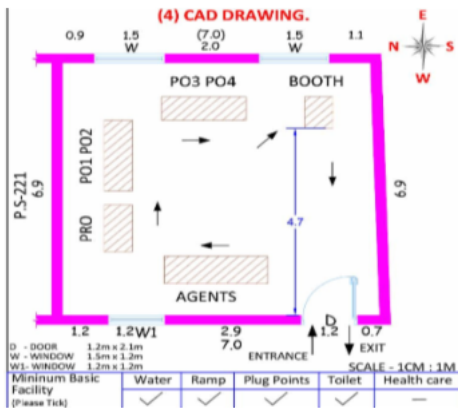 (4) CAD DRAWING.
E
N S
W
0.9 1.5 (7.0) 1.5 1.1
W 2.0 W
PO3 PO4 BOOTH
PO1 PO2
P.S-221
6.9
6.9
4.7
PRO
AGENTS
1.2 1.2 W1 2.9 D 1.2 0.7
7.0
ENTRANCE EXIT
D - DOOR 1.2m x 2.1m
W - WINDOW 1.5m x 1.2m
W1- WINDOW 1.2m x 1.2m
SCALE - 1CM : 1M
Mininum Basic Facility [Please Tick] Water Ramp Plug Points Toilet Health care
✓ ✓ ✓ ✓ —